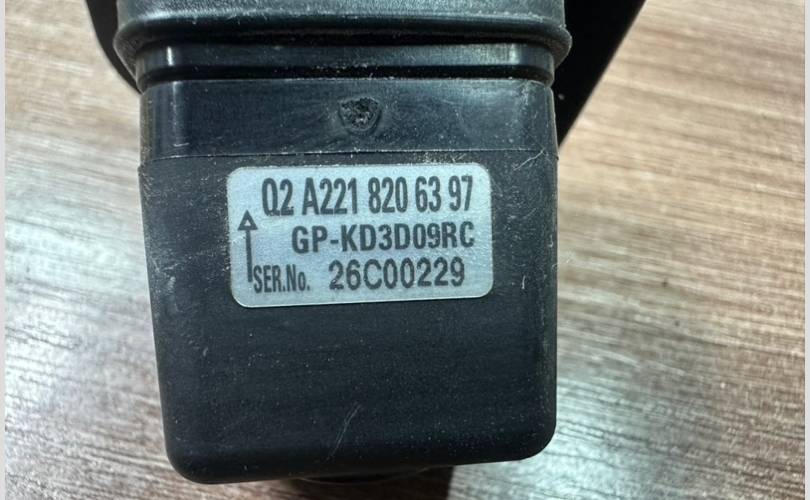 Q2 A221 820 63 97
GP-KD3D09RC
SER.No. 26C00229